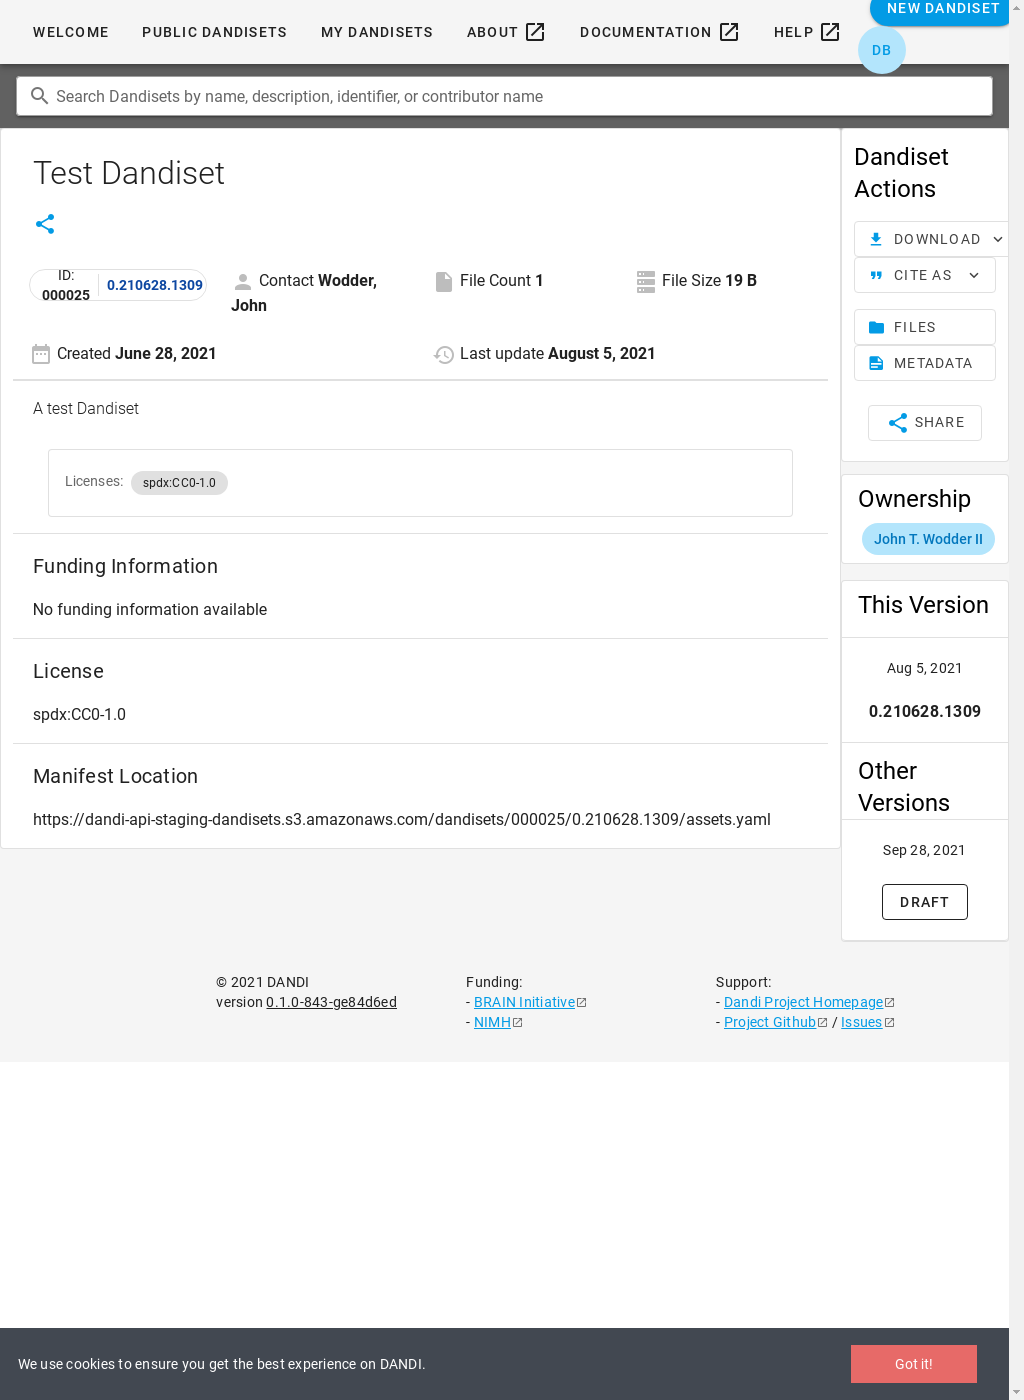 WELCOME
PUBLIC DANDISETS
MY DANDISETS
ABOUT
DOCUMENTATION
HELP
NEW DANDISET
DB
Search Dandisets by name, description, identifier, or contributor name
Test Dandiset
ID:
000025
0.210628.1309
Contact Wodder,
John
File Count 1
File Size 19 B
Created June 28, 2021
Last update August 5, 2021
A test Dandiset
Licenses:
spdx:CC0-1.0
Funding Information
No funding information available
License
spdx:CC0-1.0
Manifest Location
https://dandi-api-staging-dandisets.s3.amazonaws.com/dandisets/000025/0.210628.1309/assets.yaml
Dandiset
Actions
DOWNLOAD
CITE AS
FILES
METADATA
SHARE
Ownership
John T. Wodder II
This Version
Aug 5, 2021
0.210628.1309
Other
Versions
Sep 28, 2021
DRAFT
© 2021 DANDI
version 0.1.0-843-ge84d6ed
Funding:
- BRAIN Initiative
- NIMH
Support:
- Dandi Project Homepage
- Project Github / Issues
We use cookies to ensure you get the best experience on DANDI.
Got it!